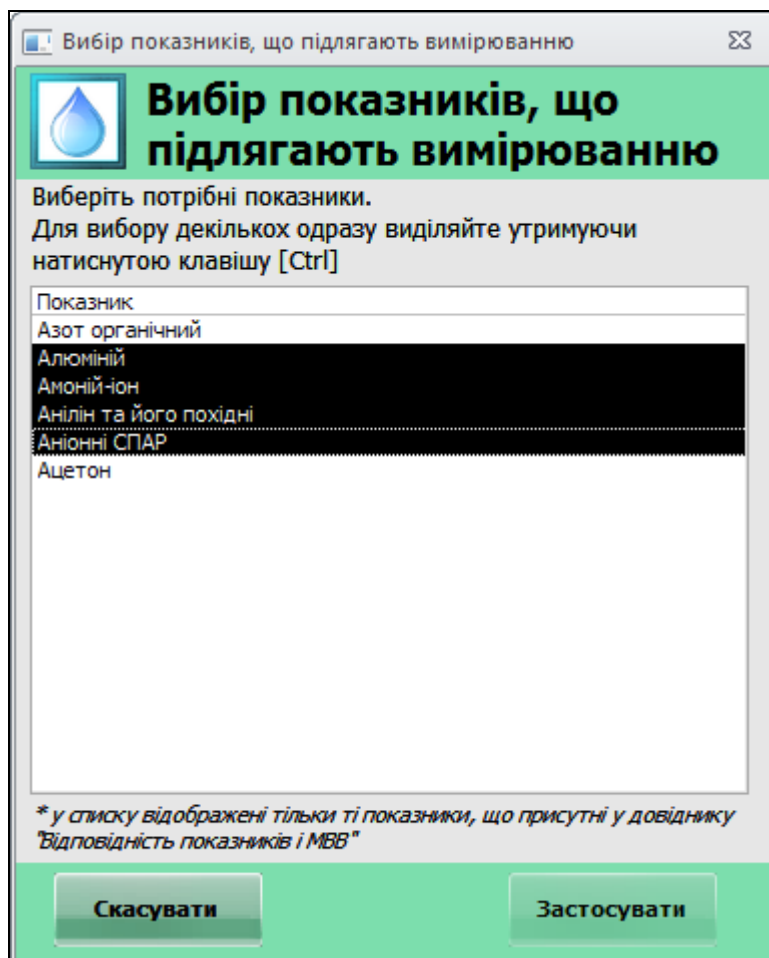 Вибір показників, що підлягають вимірюванню
Вибір показників, що
підлягають вимірюванню
Виберіть потрібні показники.
Для вибору декількох одразу виділяйте утримуючи
натиснутою клавішу [Ctrl]
Показник
Азот органічний
Алюміній
Амоній-іон
Анілін та його похідні
Аніонні СПАР
Ацетон
* у списку відображені тільки ті показники, що присутні у довіднику
"Відповідність показників і МВВ"
Скасувати
Застосувати